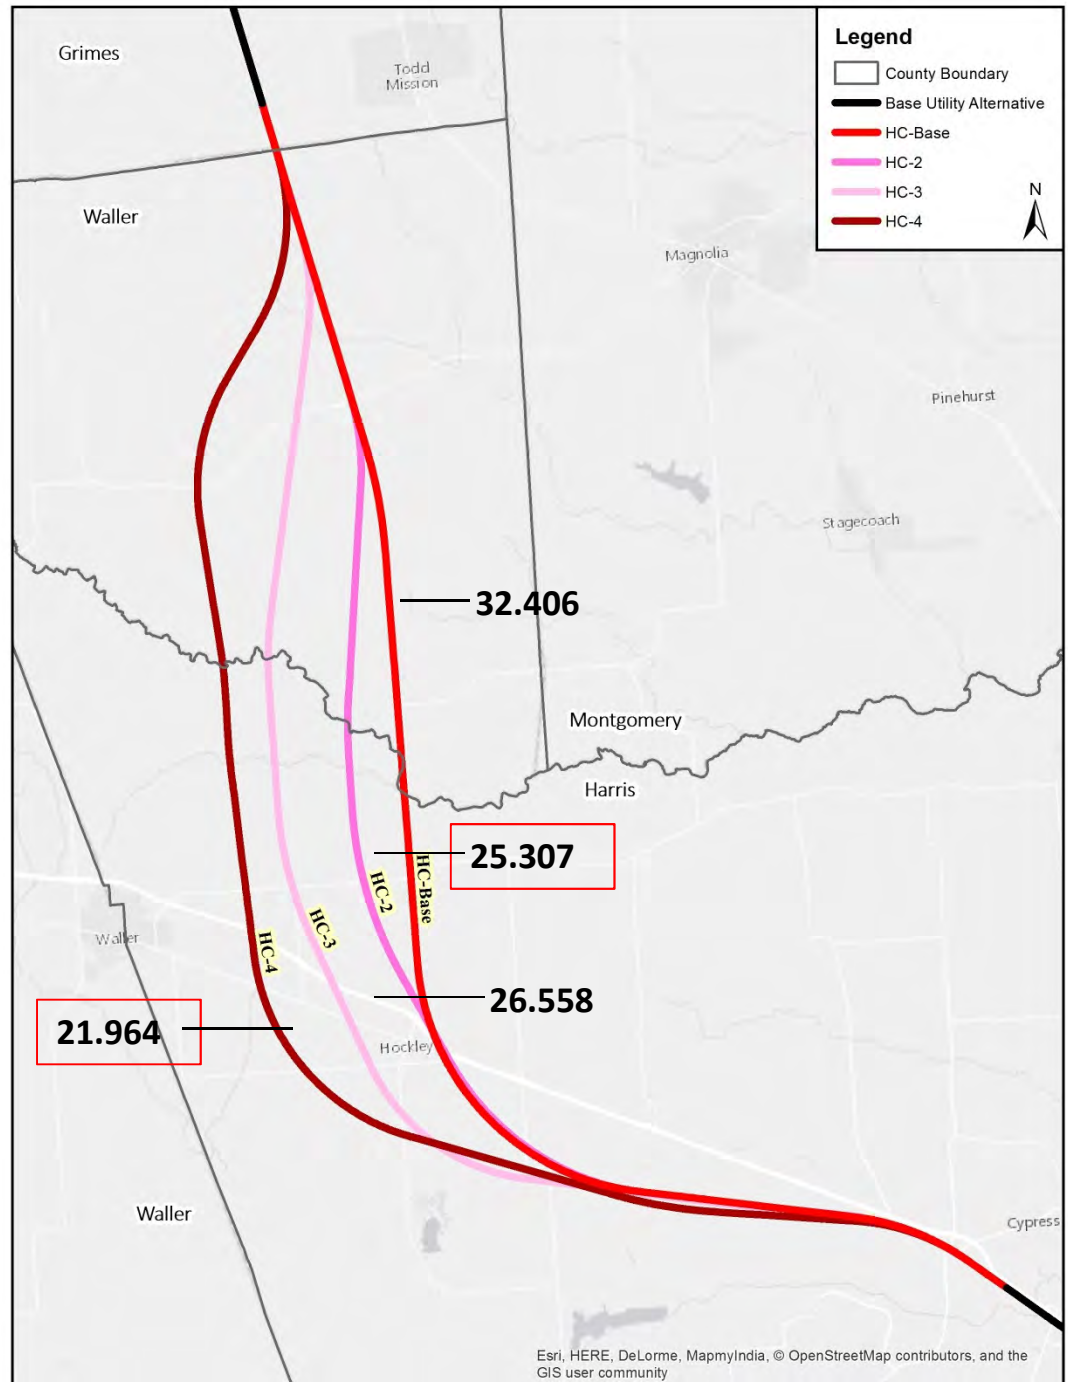 Grimes
Todd
Mission
Legend
County Boundary
Base Utility Alternative
HC-Base
HC-2
HC-3
HC-4
N
Waller
Magnolia
Pinehurst
Stagecoach
32.406
Montgomery
Harris
25.307
HC-Base
HC-2
HC-3
HC-4
Waller
26.558
21.964
Hockley
Waller
Cypress
Esri, HERE, DeLorme, MapmyIndia, © OpenStreetMap contributors, and the
GIS user community